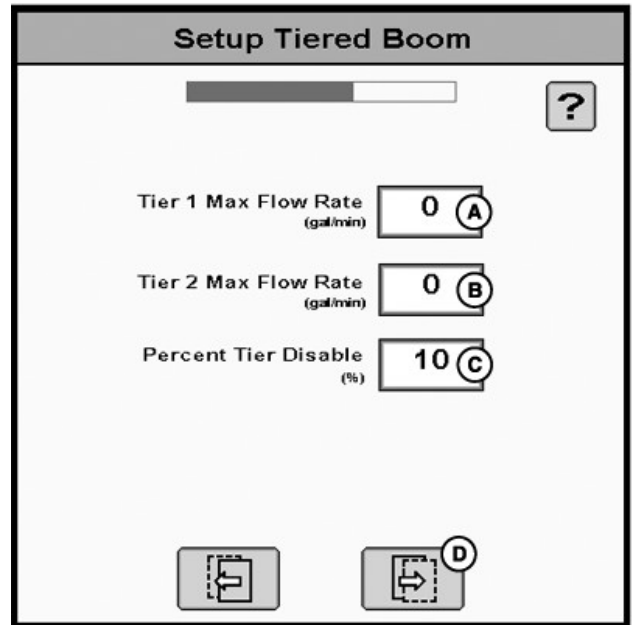 Setup Tiered Boom
?
Tier 1 Max Flow Rate
(gal/min)
0
A
Tier 2 Max Flow Rate
(gal/min)
0
B
Percent Tier Disable
(%)
10
C
D